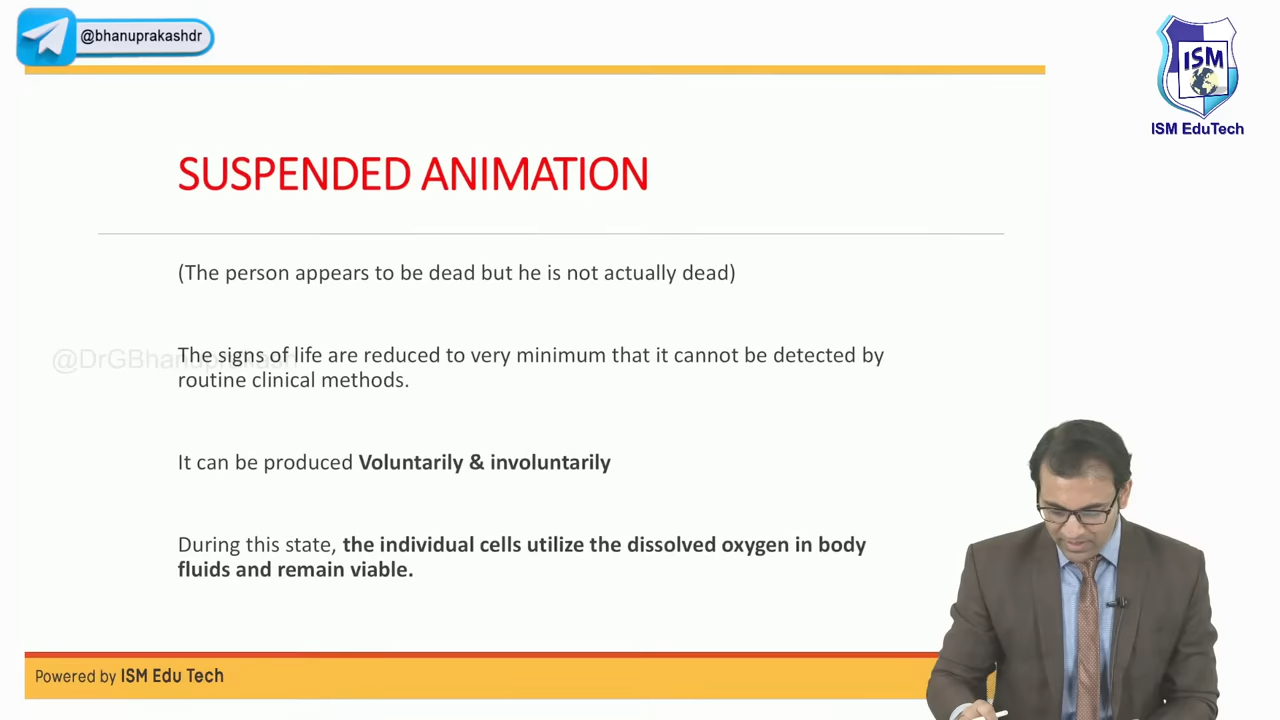 @bhanuprakashdr
ISM
ISM EduTech
SUSPENDED ANIMATION
(The person appears to be dead but he is not actually dead)
@DrGBhanuprakash
The signs of life are reduced to very minimum that it cannot be detected by
routine clinical methods.
It can be produced Voluntarily & involuntarily
During this state, the individual cells utilize the dissolved oxygen in body
fluids and remain viable.
Powered by ISM Edu Tech